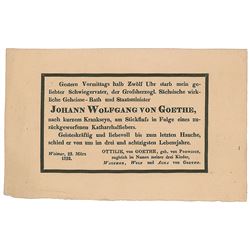 Gestern Vormittags halb Zwölf Uhr starb mein ge-
liebter Schwiegervater, der Großherzogl. Sächsische wirk-
liche Geheime-Rath und Staatsminister
JOHANN WOLFGANG VON GOETHE,
nach kurzem Krankseyn, am Stickfluß in Folge eines zu-
rückgeworfenen Katharrhalfiebers.
Geisteskräftig und liebevoll bis zum letzten Hauche,
schied er von uns im drei und achtzigsten Lebensjahre.
Weimar, 23. März
1832.
OTTILIE, VON GOETHE, geb. von POGWISCH,
zugleich im Namen meiner drei Kinder,
WALTHER, WOLF und ALMA VON GOETHE.